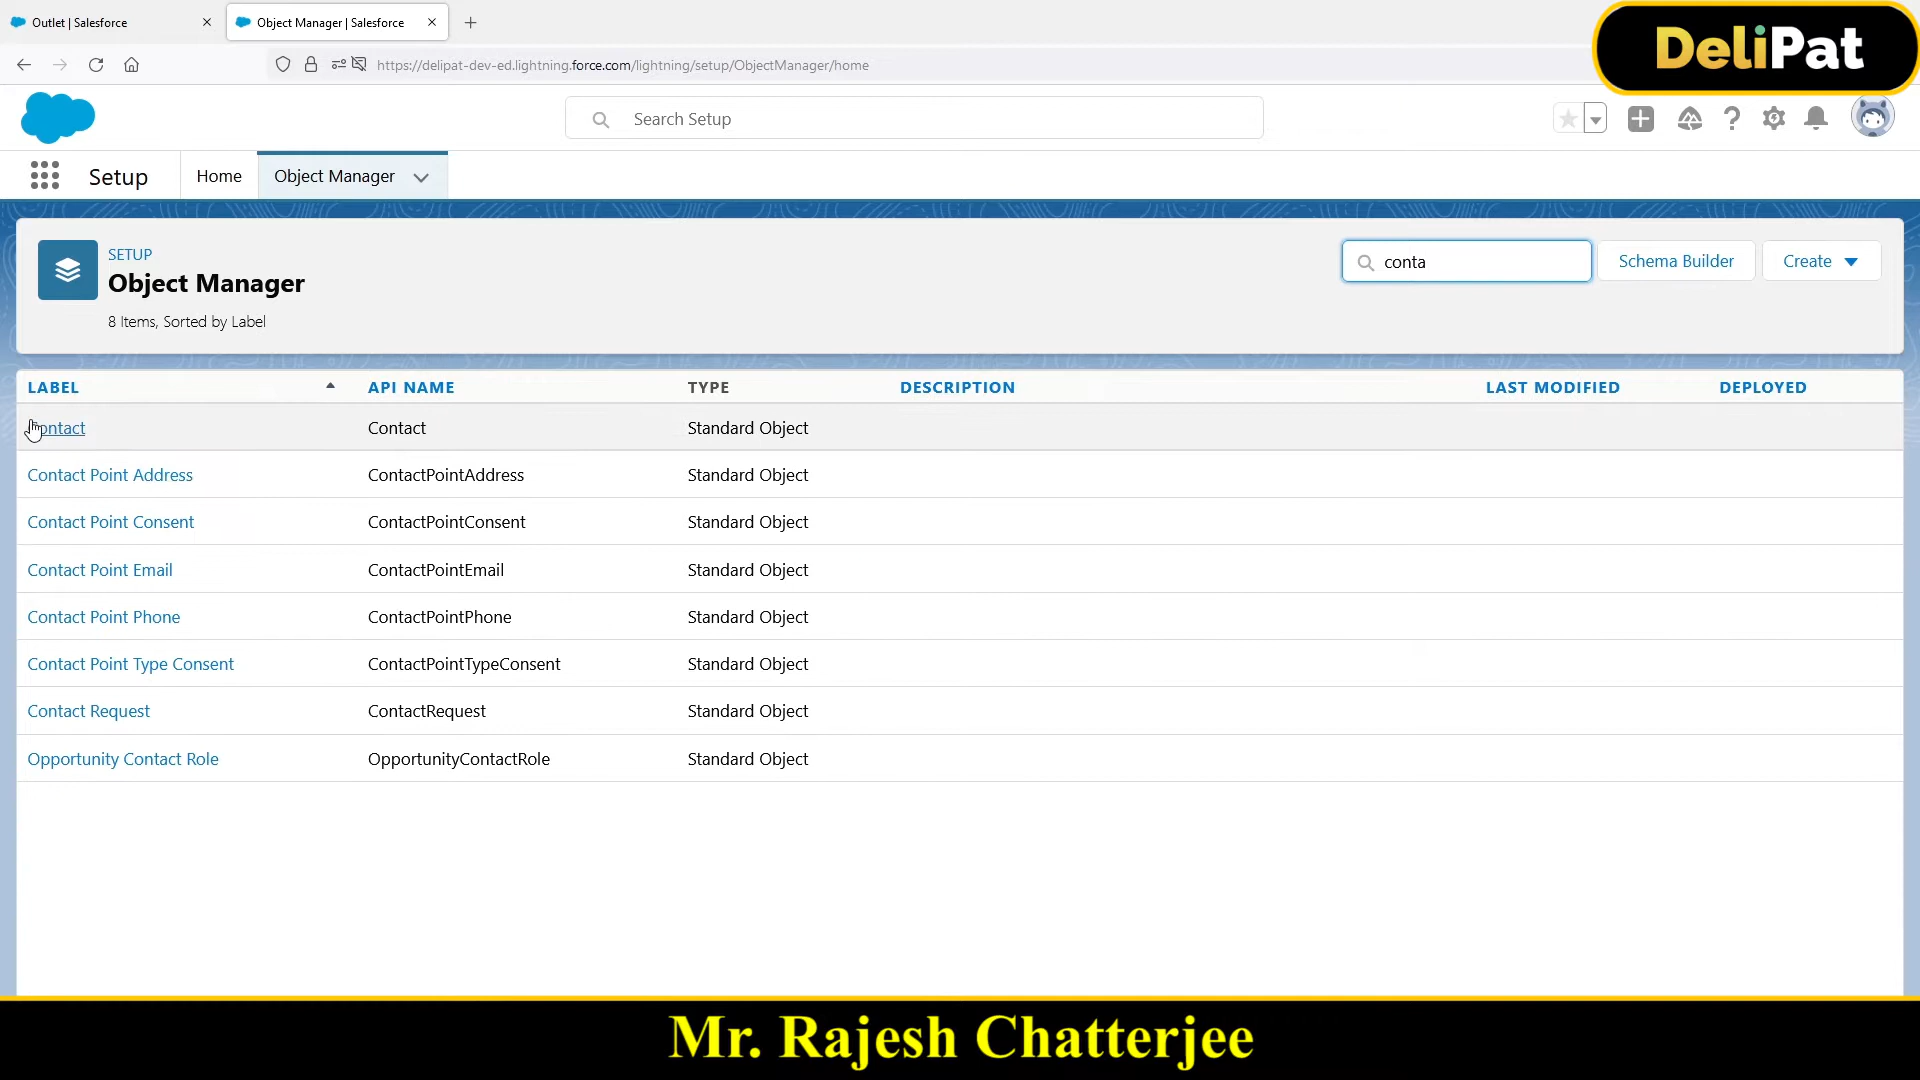 Outlet | Salesforce
Object Manager | Salesforce
https://delipat-dev-ed.lightning.force.com/lightning/setup/ObjectManager/home
DeliPat
Search Setup
Setup
Home
Object Manager
SETUP
Object Manager
8 Items, Sorted by Label
conta
Schema Builder
Create
LABEL API NAME TYPE DESCRIPTION LAST MODIFIED DEPLOYED
Contact Contact Standard Object
Contact Point Address ContactPointAddress Standard Object
Contact Point Consent ContactPointConsent Standard Object
Contact Point Email ContactPointEmail Standard Object
Contact Point Phone ContactPointPhone Standard Object
Contact Point Type Consent ContactPointTypeConsent Standard Object
Contact Request ContactRequest Standard Object
Opportunity Contact Role OpportunityContactRole Standard Object
Mr. Rajesh Chatterjee